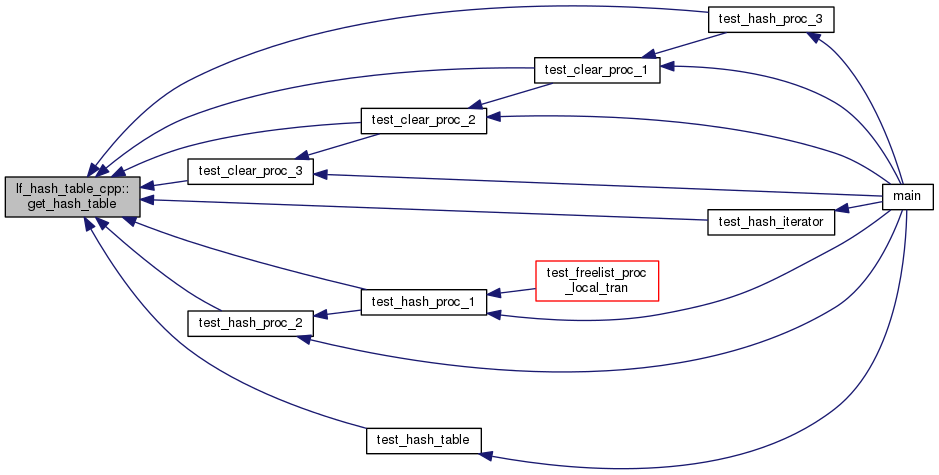 test_hash_proc_3
test_clear_proc_1
test_clear_proc_2
test_clear_proc_3
lf_hash_table_cpp::
get_hash_table
main
test_hash_iterator
test_freelist_proc
_local_tran
test_hash_proc_1
test_hash_proc_2
test_hash_table